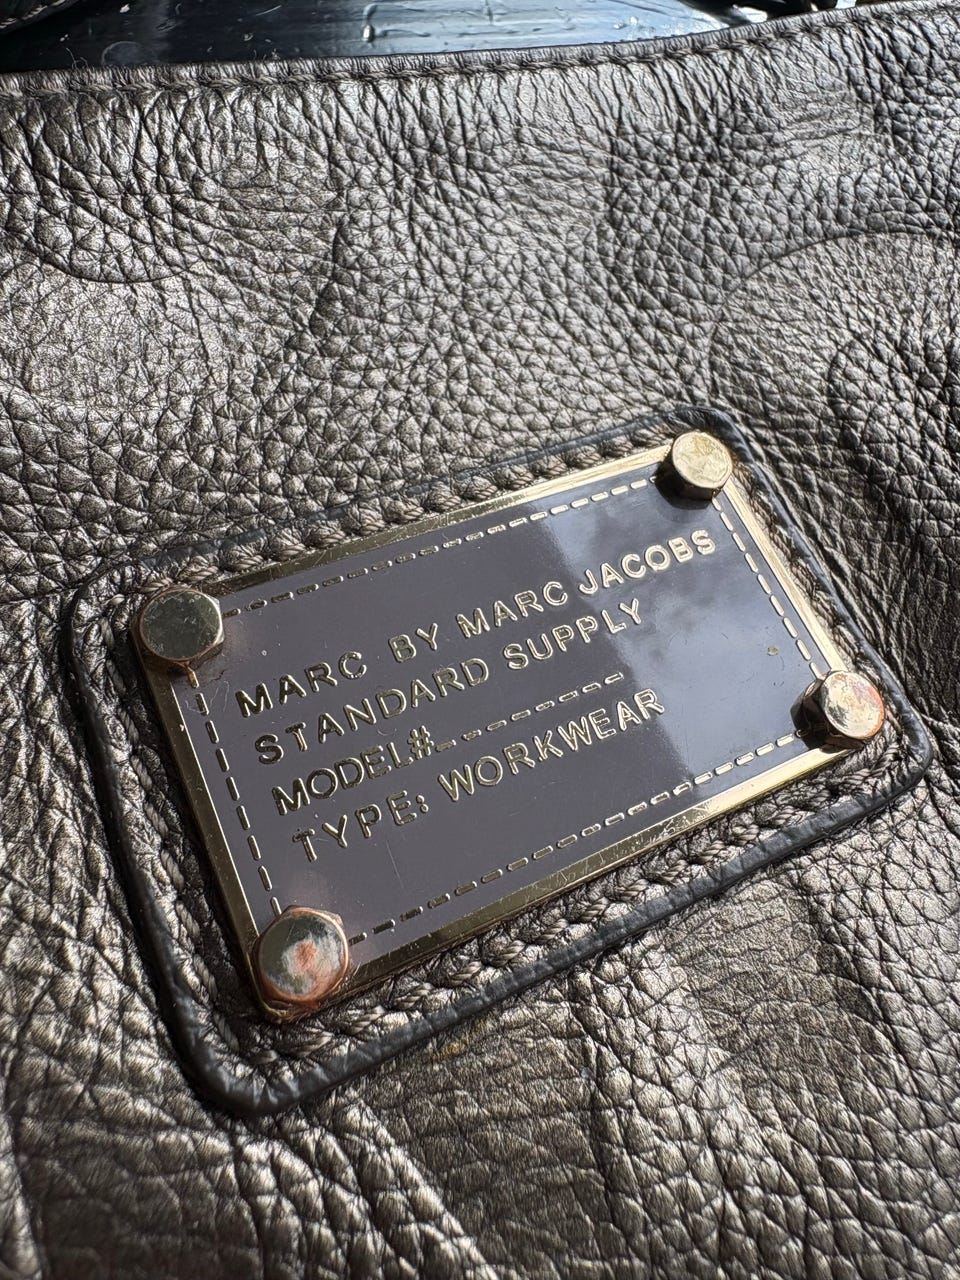 MARC BY MARC JACOBS
STANDARD SUPPLY
MODEL#--------
TYPE: WORKWEAR